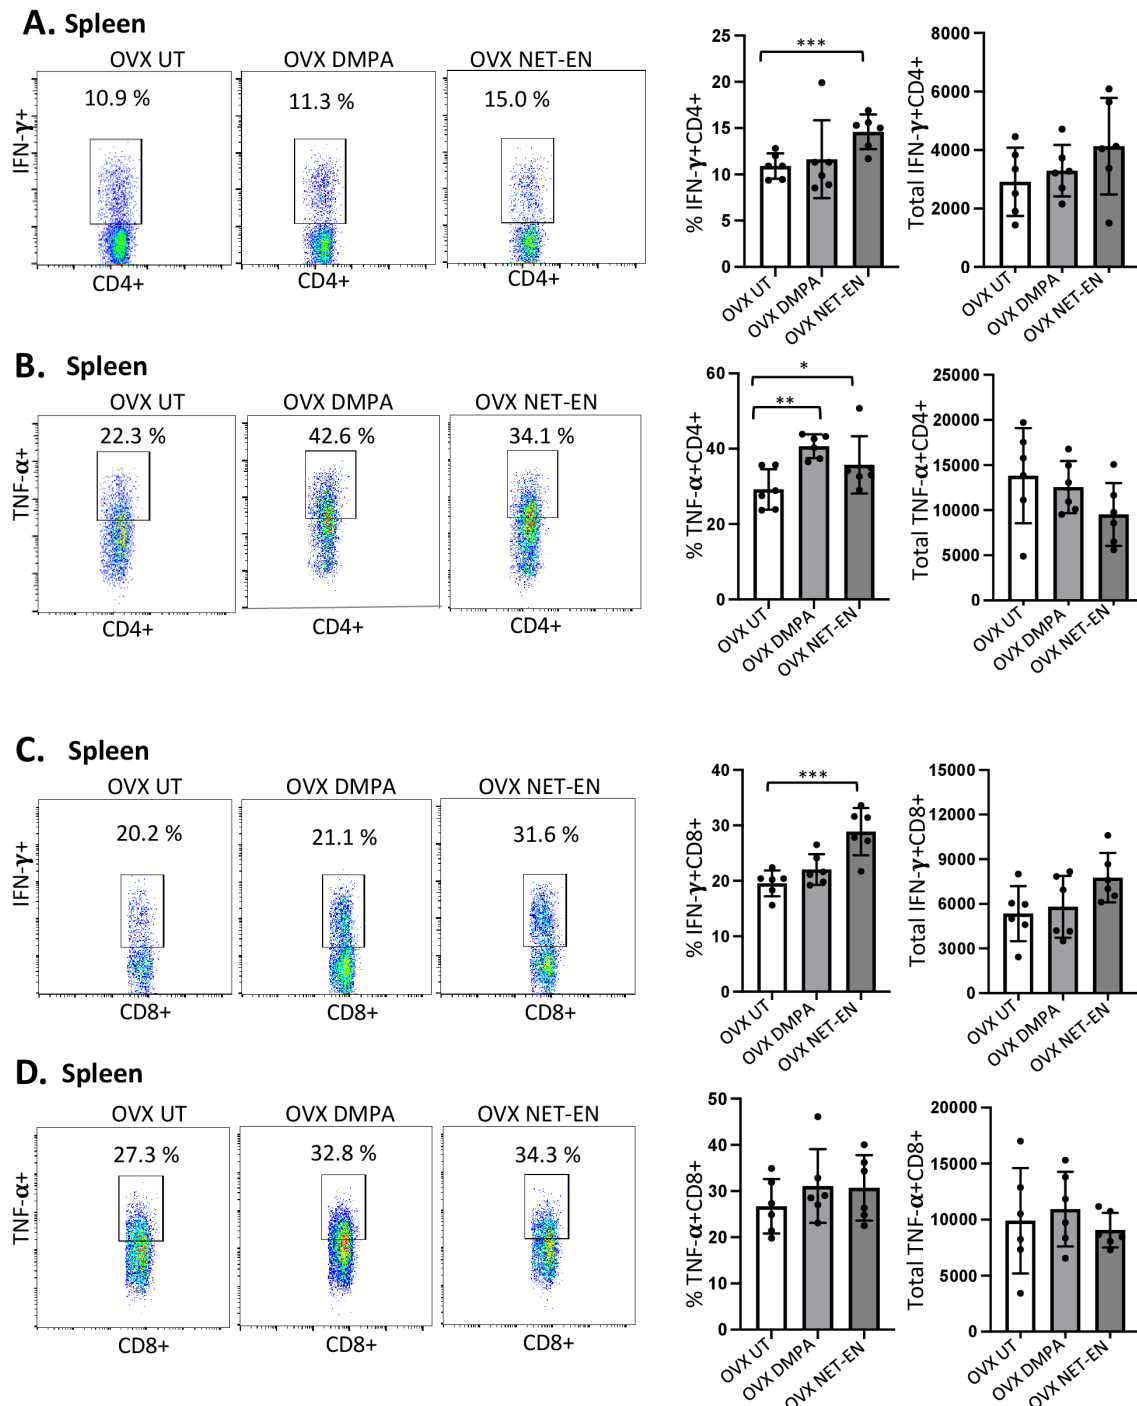 A. Spleen
OVX UT OVX DMPA OVX NET-EN
10.9 % 11.3 % 15.0 %
IFN-γ+
CD4+ CD4+ CD4+
% IFN-γ+CD4+
25
20
15
10
5
0
***
OVX UT OVX DMPA OVX NET-EN
Total IFN-γ+CD4+
8000
6000
4000
2000
0
OVX UT OVX DMPA OVX NET-EN
B. Spleen
OVX UT OVX DMPA OVX NET-EN
22.3 % 42.6 % 34.1 %
TNF-α+
CD4+ CD4+ CD4+
% TNF-α+CD4+
60
40
20
0
*
**
OVX UT OVX DMPA OVX NET-EN
Total TNF-α+CD4+
25000
20000
15000
10000
5000
0
OVX UT OVX DMPA OVX NET-EN
C. Spleen
OVX UT OVX DMPA OVX NET-EN
20.2 % 21.1 % 31.6 %
IFN-γ+
CD8+ CD8+ CD8+
% IFN-γ+CD8+
40
30
20
10
0
***
OVX UT OVX DMPA OVX NET-EN
Total IFN-γ+CD8+
15000
12000
9000
6000
3000
0
OVX UT OVX DMPA OVX NET-EN
D. Spleen
OVX UT OVX DMPA OVX NET-EN
27.3 % 32.8 % 34.3 %
TNF-α+
CD8+ CD8+ CD8+
% TNF-α+CD8+
50
40
30
20
10
0
OVX UT OVX DMPA OVX NET-EN
Total TNF-α+CD8+
20000
15000
10000
5000
0
OVX UT OVX DMPA OVX NET-EN